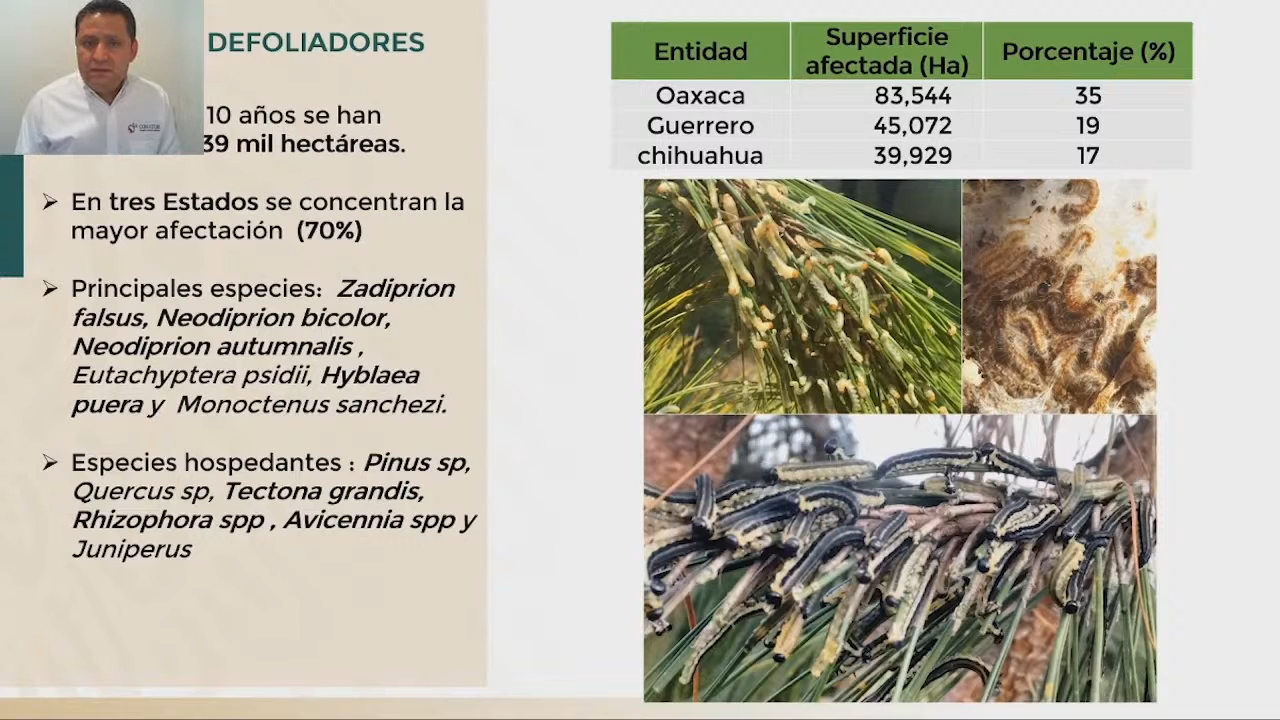 DEFOLIADORES
10 años se han
39 mil hectáreas.
➢ En tres Estados se concentran la
mayor afectación (70%)
➢ Principales especies: Zadiprion
falsus, Neodiprion bicolor,
Neodiprion autumnalis ,
Eutachyptera psidii, Hyblaea
puera y Monoctenus sanchezi.
➢ Especies hospedantes : Pinus sp,
Quercus sp, Tectona grandis,
Rhizophora spp , Avicennia spp y
Juniperus
Entidad Superficie afectada (Ha) Porcentaje (%)
Oaxaca 83,544 35
Guerrero 45,072 19
chihuahua 39,929 17